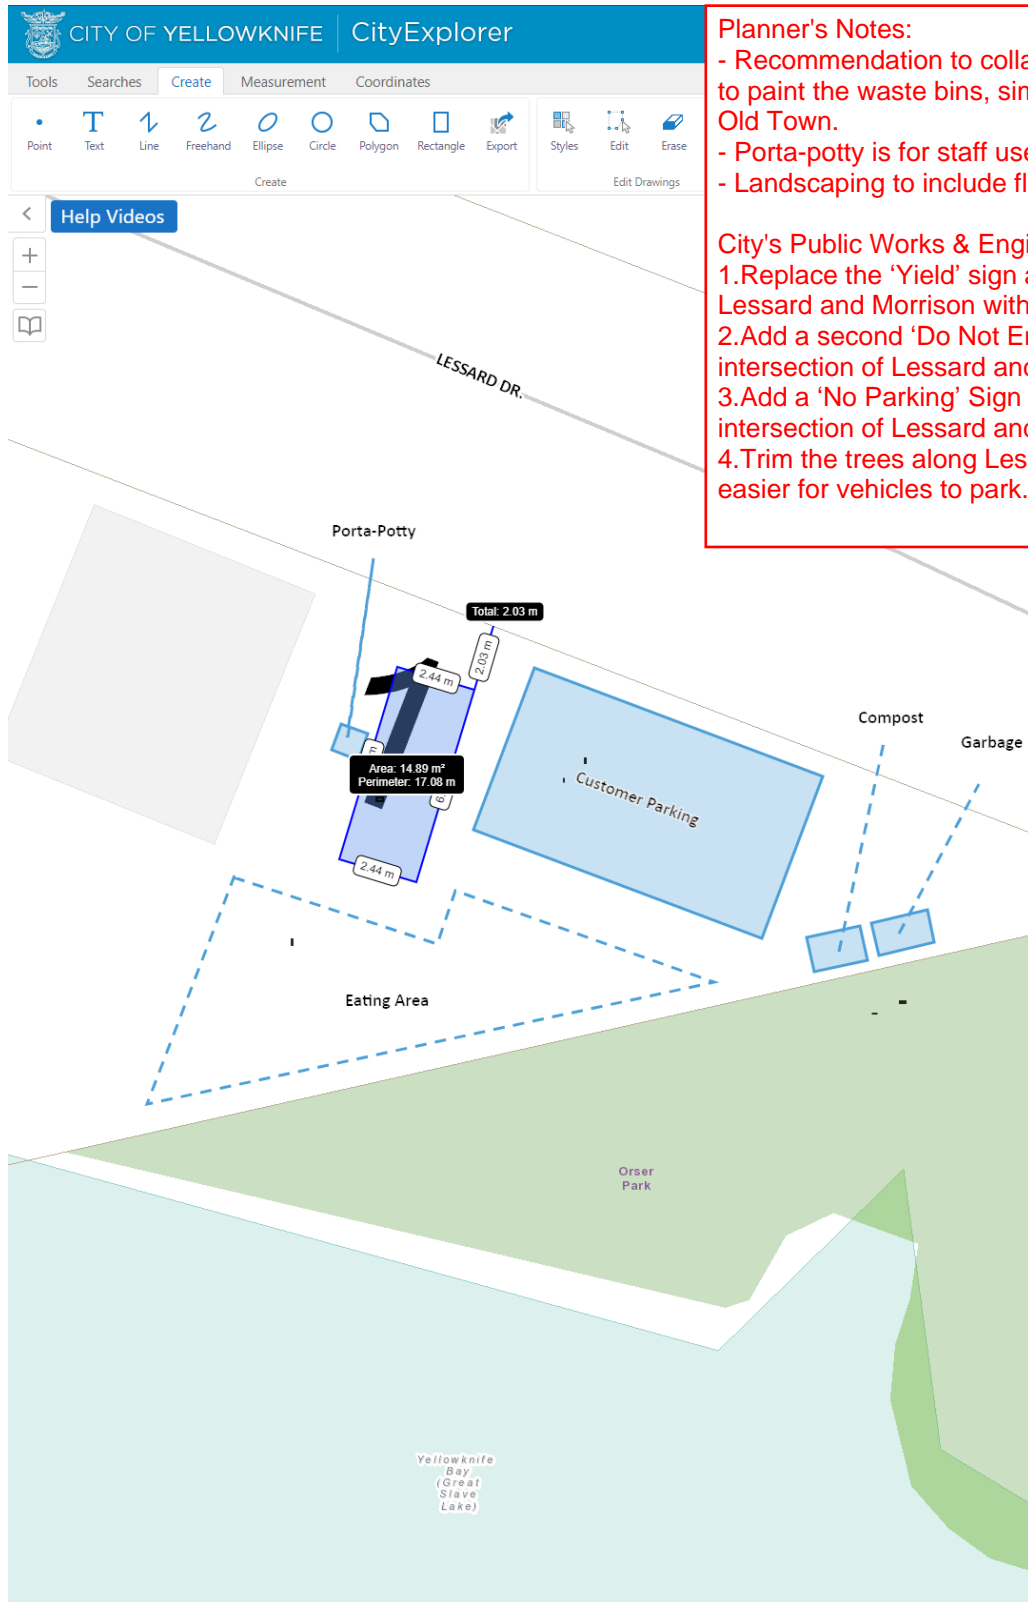 CITY OF YELLOWKNIFE CityExplorer
Tools Searches Create Measurement Coordinates
Point Text Line Freehand Ellipse Circle Polygon Rectangle Export Styles Edit Erase
Create Edit Drawings
Help Videos
Planner's Notes:
- Recommendation to
to paint the waste bins,
Old Town.
- Porta-potty is for staff use
- Landscaping to include
City's Public Works &
1.Replace the ‘Yield’ sign
Lessard and Morrison with
2.Add a second ‘Do Not
intersection of Lessard and
3.Add a ‘No Parking’ Sign
intersection of Lessard and
4.Trim the trees along
easier for vehicles to park.
LESSARD DR.
Porta-Potty
Total: 2.03 m
2.03 m
2.44 m
1
Area: 14.89 m²
Perimeter: 17.08 m
2.44 m
Customer Parking
Compost
Garbage
Eating Area
Orser
Park
Yellowknife
Bay
(Great
Slave
Lake)